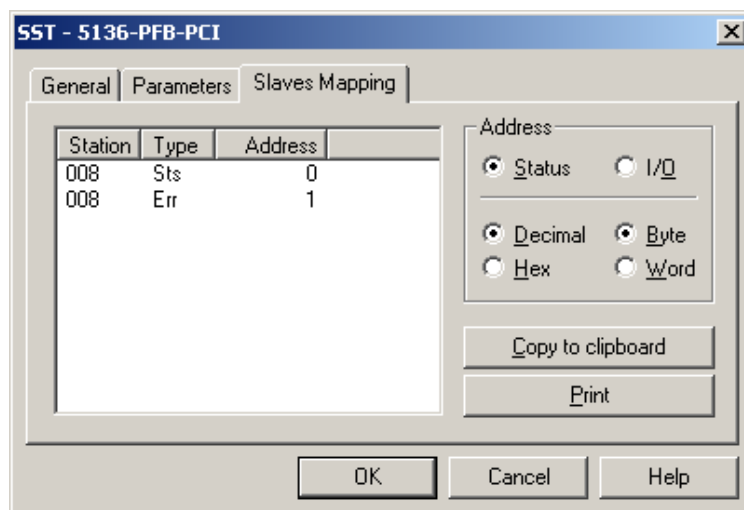 SST - 5136-PFB-PCI
General Parameters Slaves Mapping
Station Type Address
008 Sts 0
008 Err 1
Address
Status I/O
Decimal Byte
Hex Word
Copy to clipboard
Print
OK Cancel Help